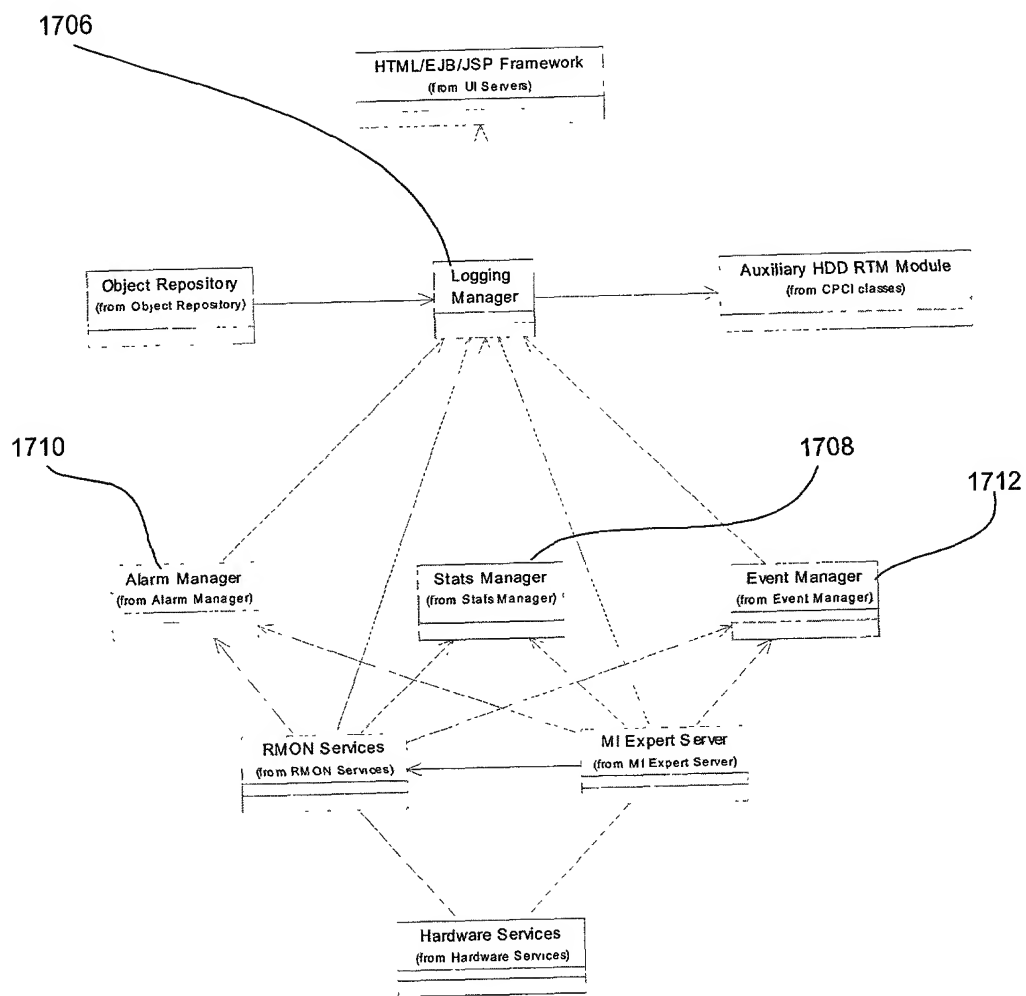 1706
HTML/EJB/JSP Framework
(from UI Servers)
Object Repository
(from Object Repository)
Logging
Manager
Auxiliary HDD RTM Module
(from CPCI classes)
1710
1708
1712
Alarm Manager
(from Alarm Manager)
Stats Manager
(from Stats Manager)
Event Manager
(from Event Manager)
RMON Services
(from RMON Services)
MI Expert Server
(from MI Expert Server)
Hardware Services
(from Hardware Services)